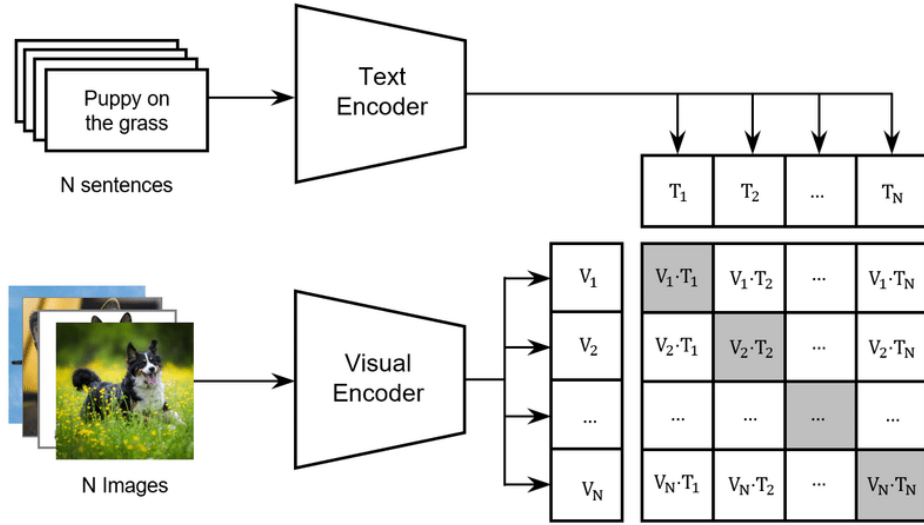 Puppy on
the grass
N sentences
Text
Encoder
T₁ T₂ ... T_N
N Images
Visual
Encoder
V₁ V₁·T₁ V₁·T₂ ... V₁·T_N
V₂ V₂·T₁ V₂·T₂ ... V₂·T_N
... ... ... ... ...
V_N V_N·T₁ V_N·T₂ ... V_N·T_N